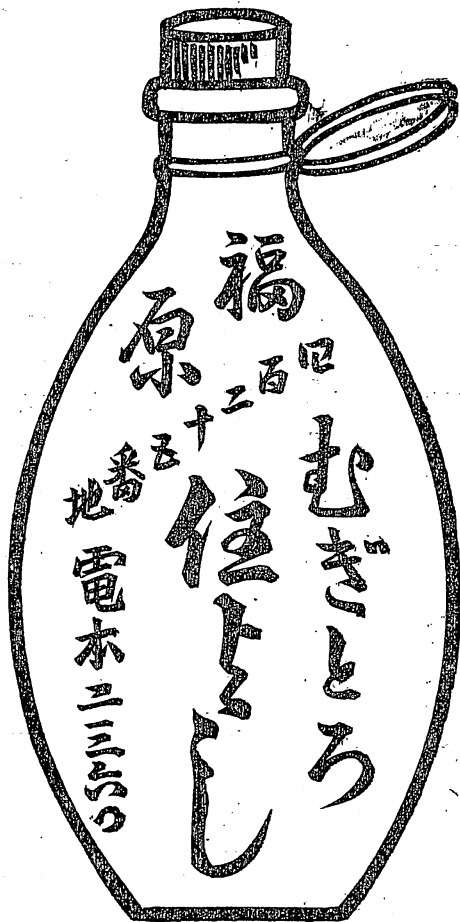 福原
四百二十五番地
むぎとろ
住よし
電本二三六〇